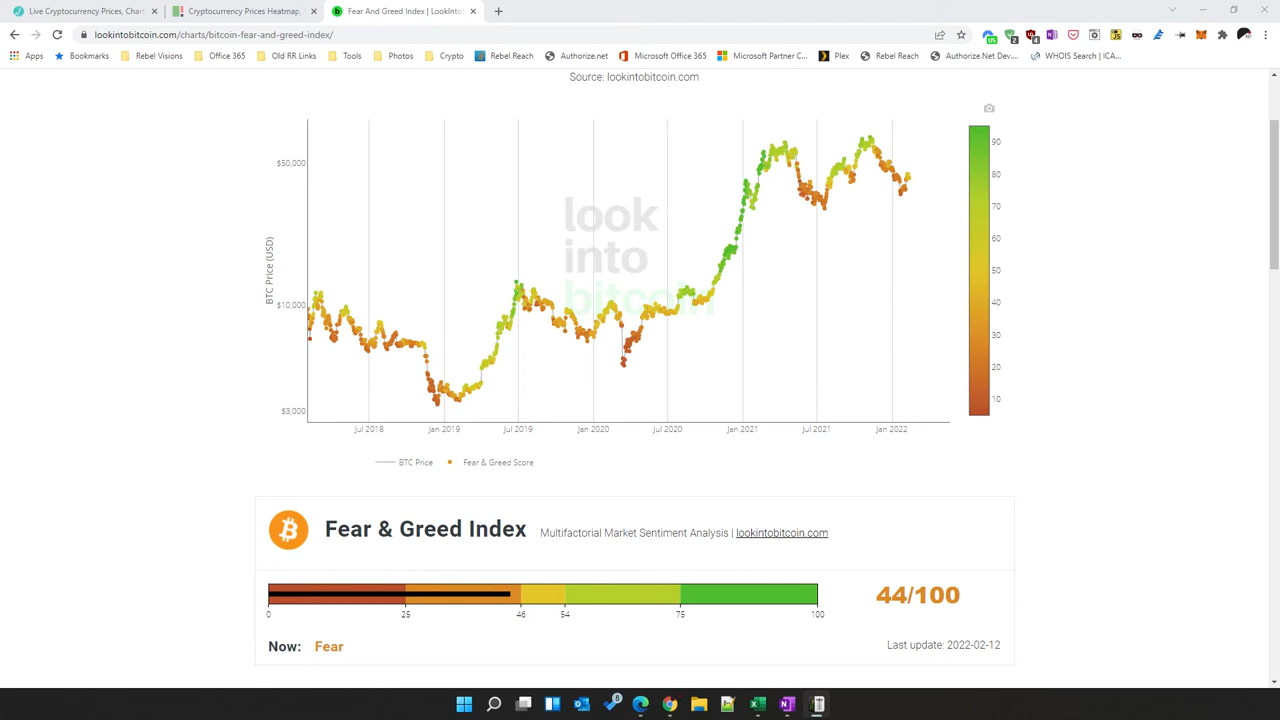 Live Cryptocurrency Prices, Char
Cryptocurrency Prices Heatmap,
Fear And Greed Index | LookInto
lookintobitcoin.com/charts/bitcoin-fear-and-greed-index/
Apps
Bookmarks
Rebel Visions
Office 365
Old RR Links
Tools
Photos
Crypto
Rebel Reach
Authorize.net
Microsoft Office 365
Microsoft Partner C...
Plex
Rebel Reach
Authorize.Net Dev....
WHOIS Search | ICA...
Source: lookintobitcoin.com
look
into
bitcoin
BTC Price (USD)
$50,000
$10,000
$3,000
Jul 2018
Jan 2019
Jul 2019
Jan 2020
Jul 2020
Jan 2021
Jul 2021
Jan 2022
90
80
70
60
50
40
30
20
10
BTC Price
Fear & Greed Score
Fear & Greed Index
Multifactorial Market Sentiment Analysis | lookintobitcoin.com
44/100
0
25
46
54
75
100
Now: Fear
Last update: 2022-02-12